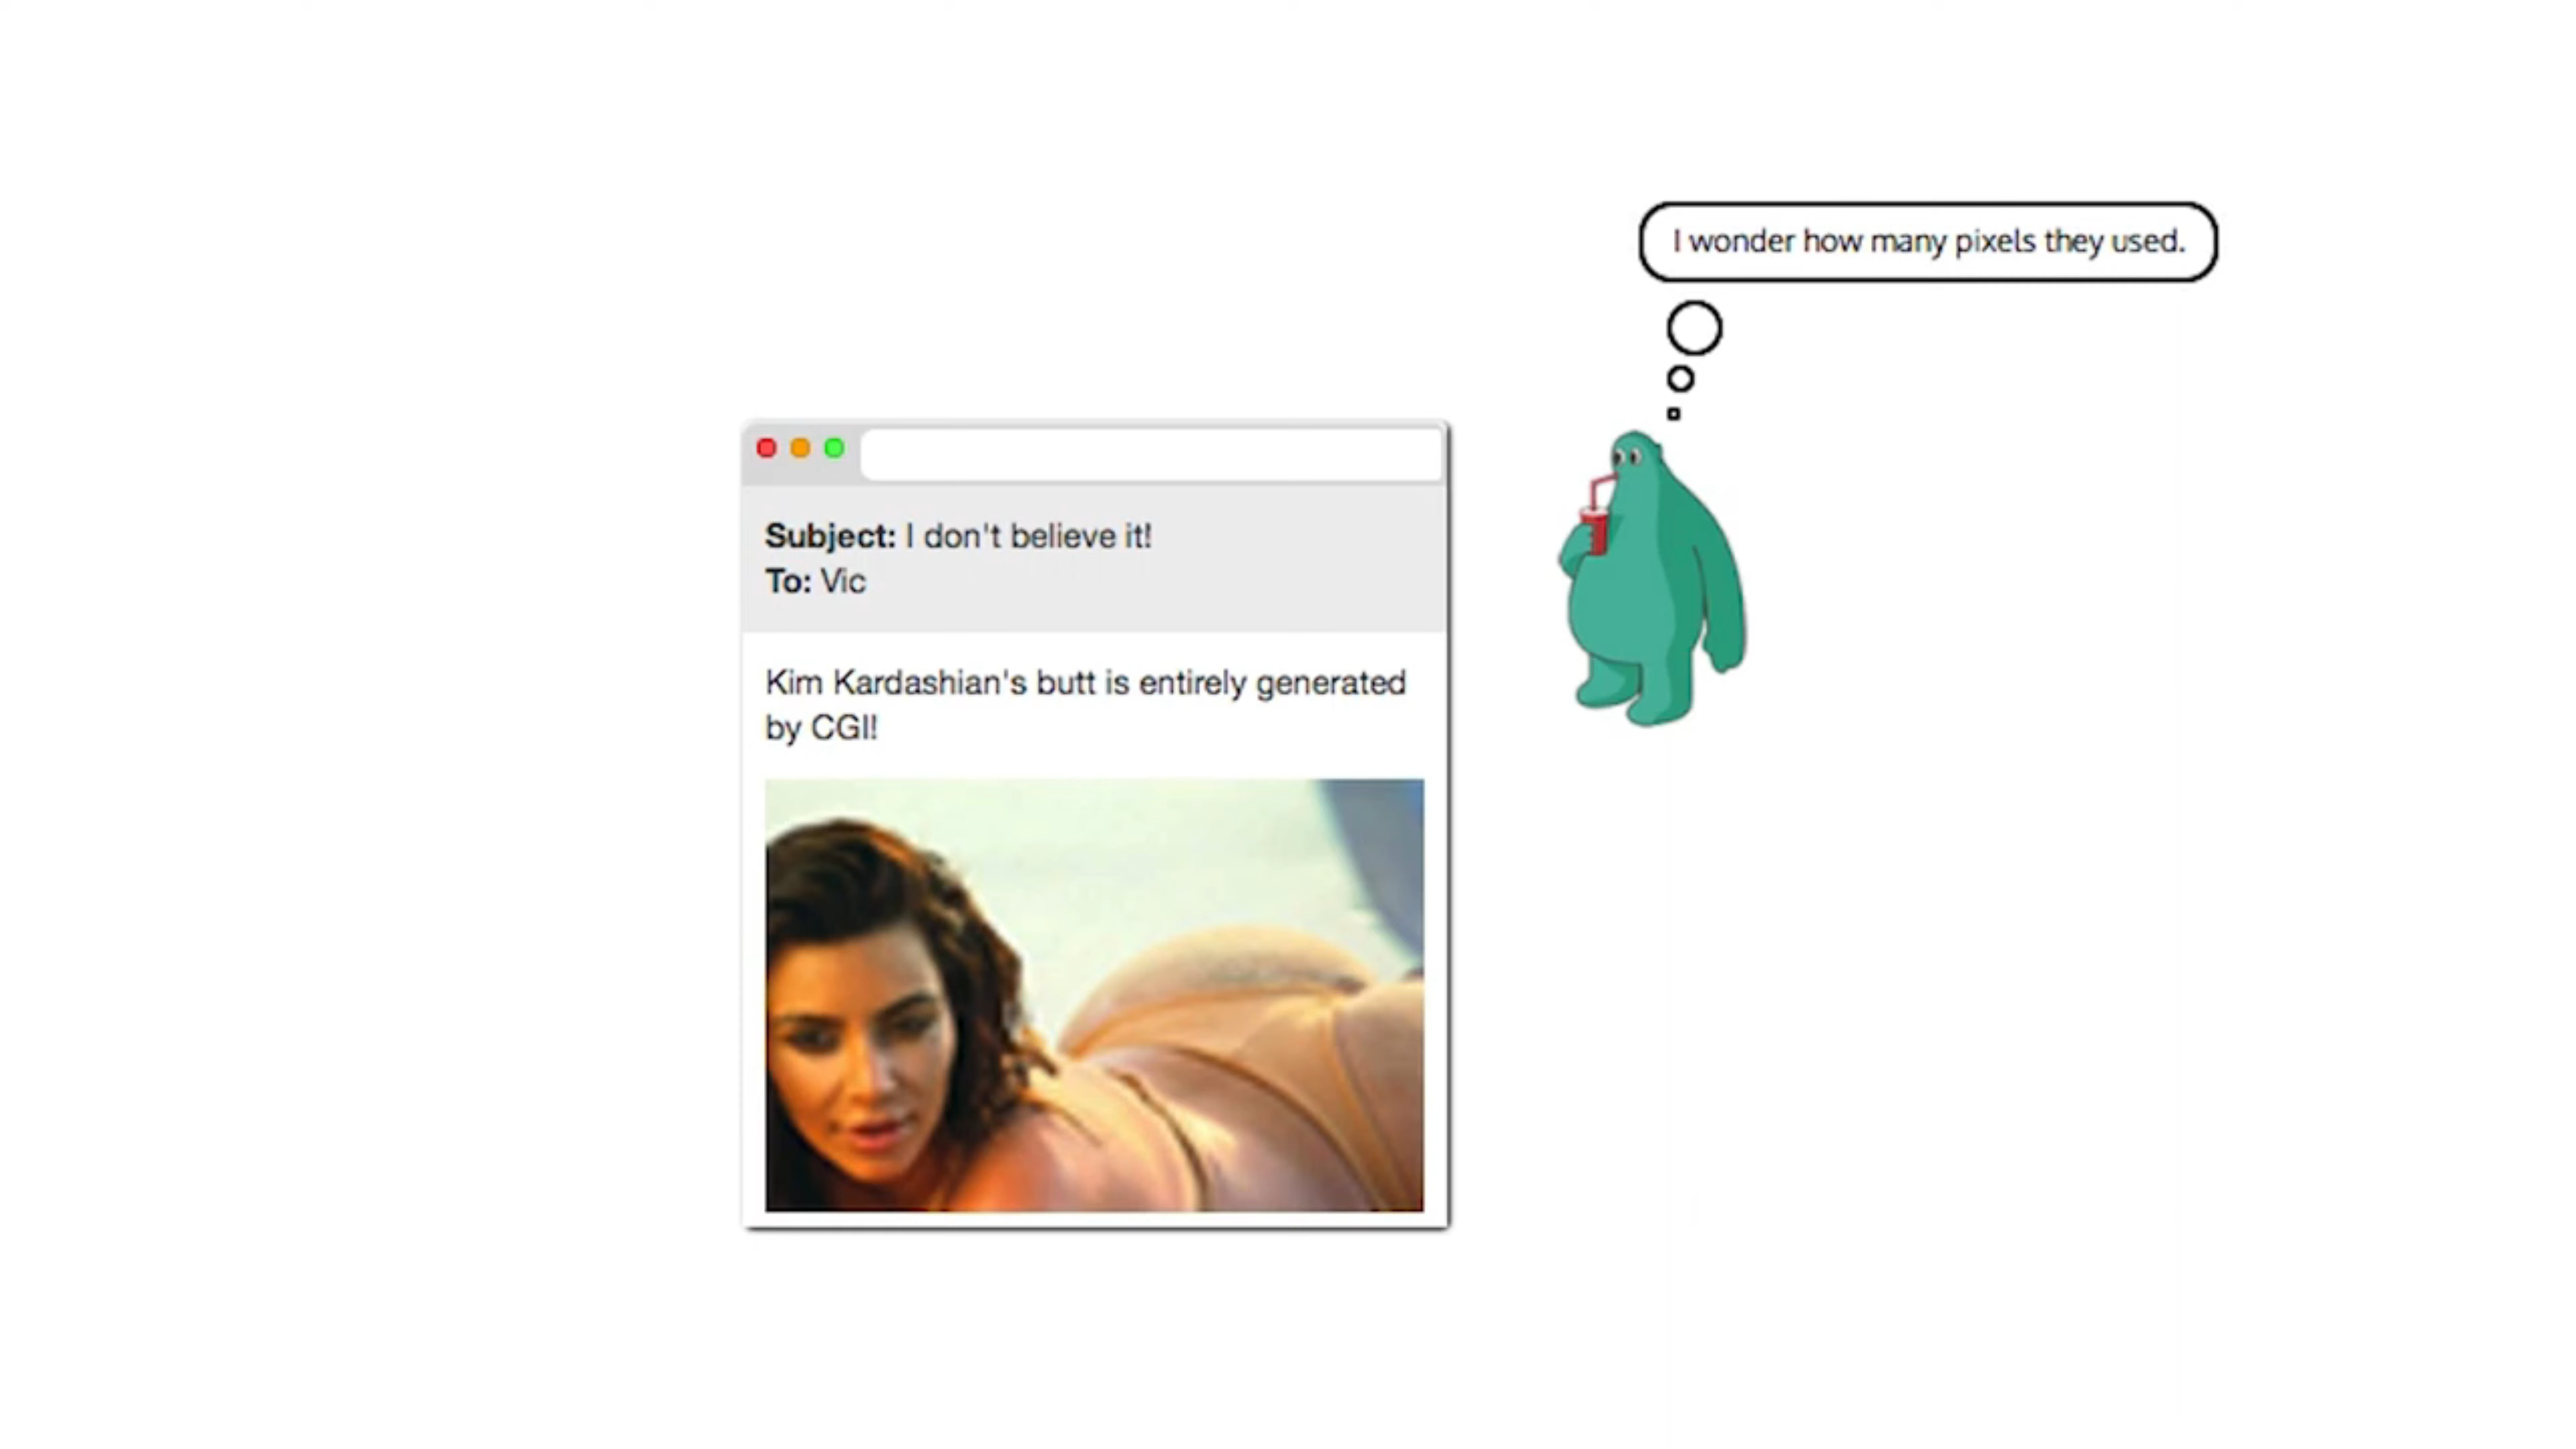 I wonder how many pixels they used.
Subject: I don't believe it!
To: Vic
Kim Kardashian's butt is entirely generated
by CGI!